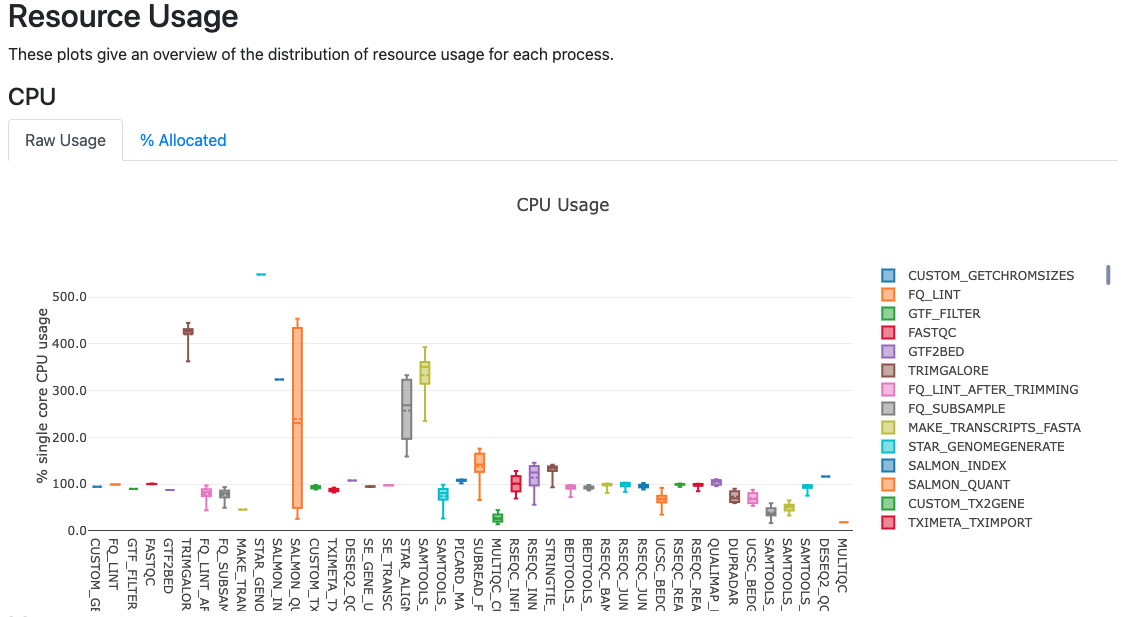 Resource Usage
These plots give an overview of the distribution of resource usage for each process.
CPU
Raw Usage
% Allocated
CPU Usage
% single core CPU usage
500.0
400.0
300.0
200.0
100.0
0.0
CUSTOM_GE
FQ_LINT
GTF_FILTER
FASTQC
GTF2BED
TRIMGALOR
FQ_LINT_AF
FQ_SUBSAM
MAKE_TRAN
STAR_GENO
SALMON_IN
SALMON_QU
CUSTOM_TX
TXIMETA_TX
DESEQ2_QC
SE_GENE_U
SE_TRANSC
STAR_ALIGN
SAMTOOLS_
SAMTOOLS_
PICARD_MA
SUBREAD_F
MULTIQC_CU
RSEQC_INFE
RSEQC_INN
STRINGTIE_
BEDTOOLS_
BEDTOOLS_
RSEQC_BAM
RSEQC_JUN
RSEQC_JUN
UCSC_BEDC
RSEQC_REA
RSEQC_REA
QUALIMAP_
DUPRADAR
UCSC_BEDG
SAMTOOLS_
SAMTOOLS_
SAMTOOLS_
DESEQ2_QC
MULTIQC
CUSTOM_GETCHROMSIZES
FQ_LINT
GTF_FILTER
FASTQC
GTF2BED
TRIMGALORE
FQ_LINT_AFTER_TRIMMING
FQ_SUBSAMPLE
MAKE_TRANSCRIPTS_FASTA
STAR_GENOMEGENERATE
SALMON_INDEX
SALMON_QUANT
CUSTOM_TX2GENE
TXIMETA_TXIMPORT